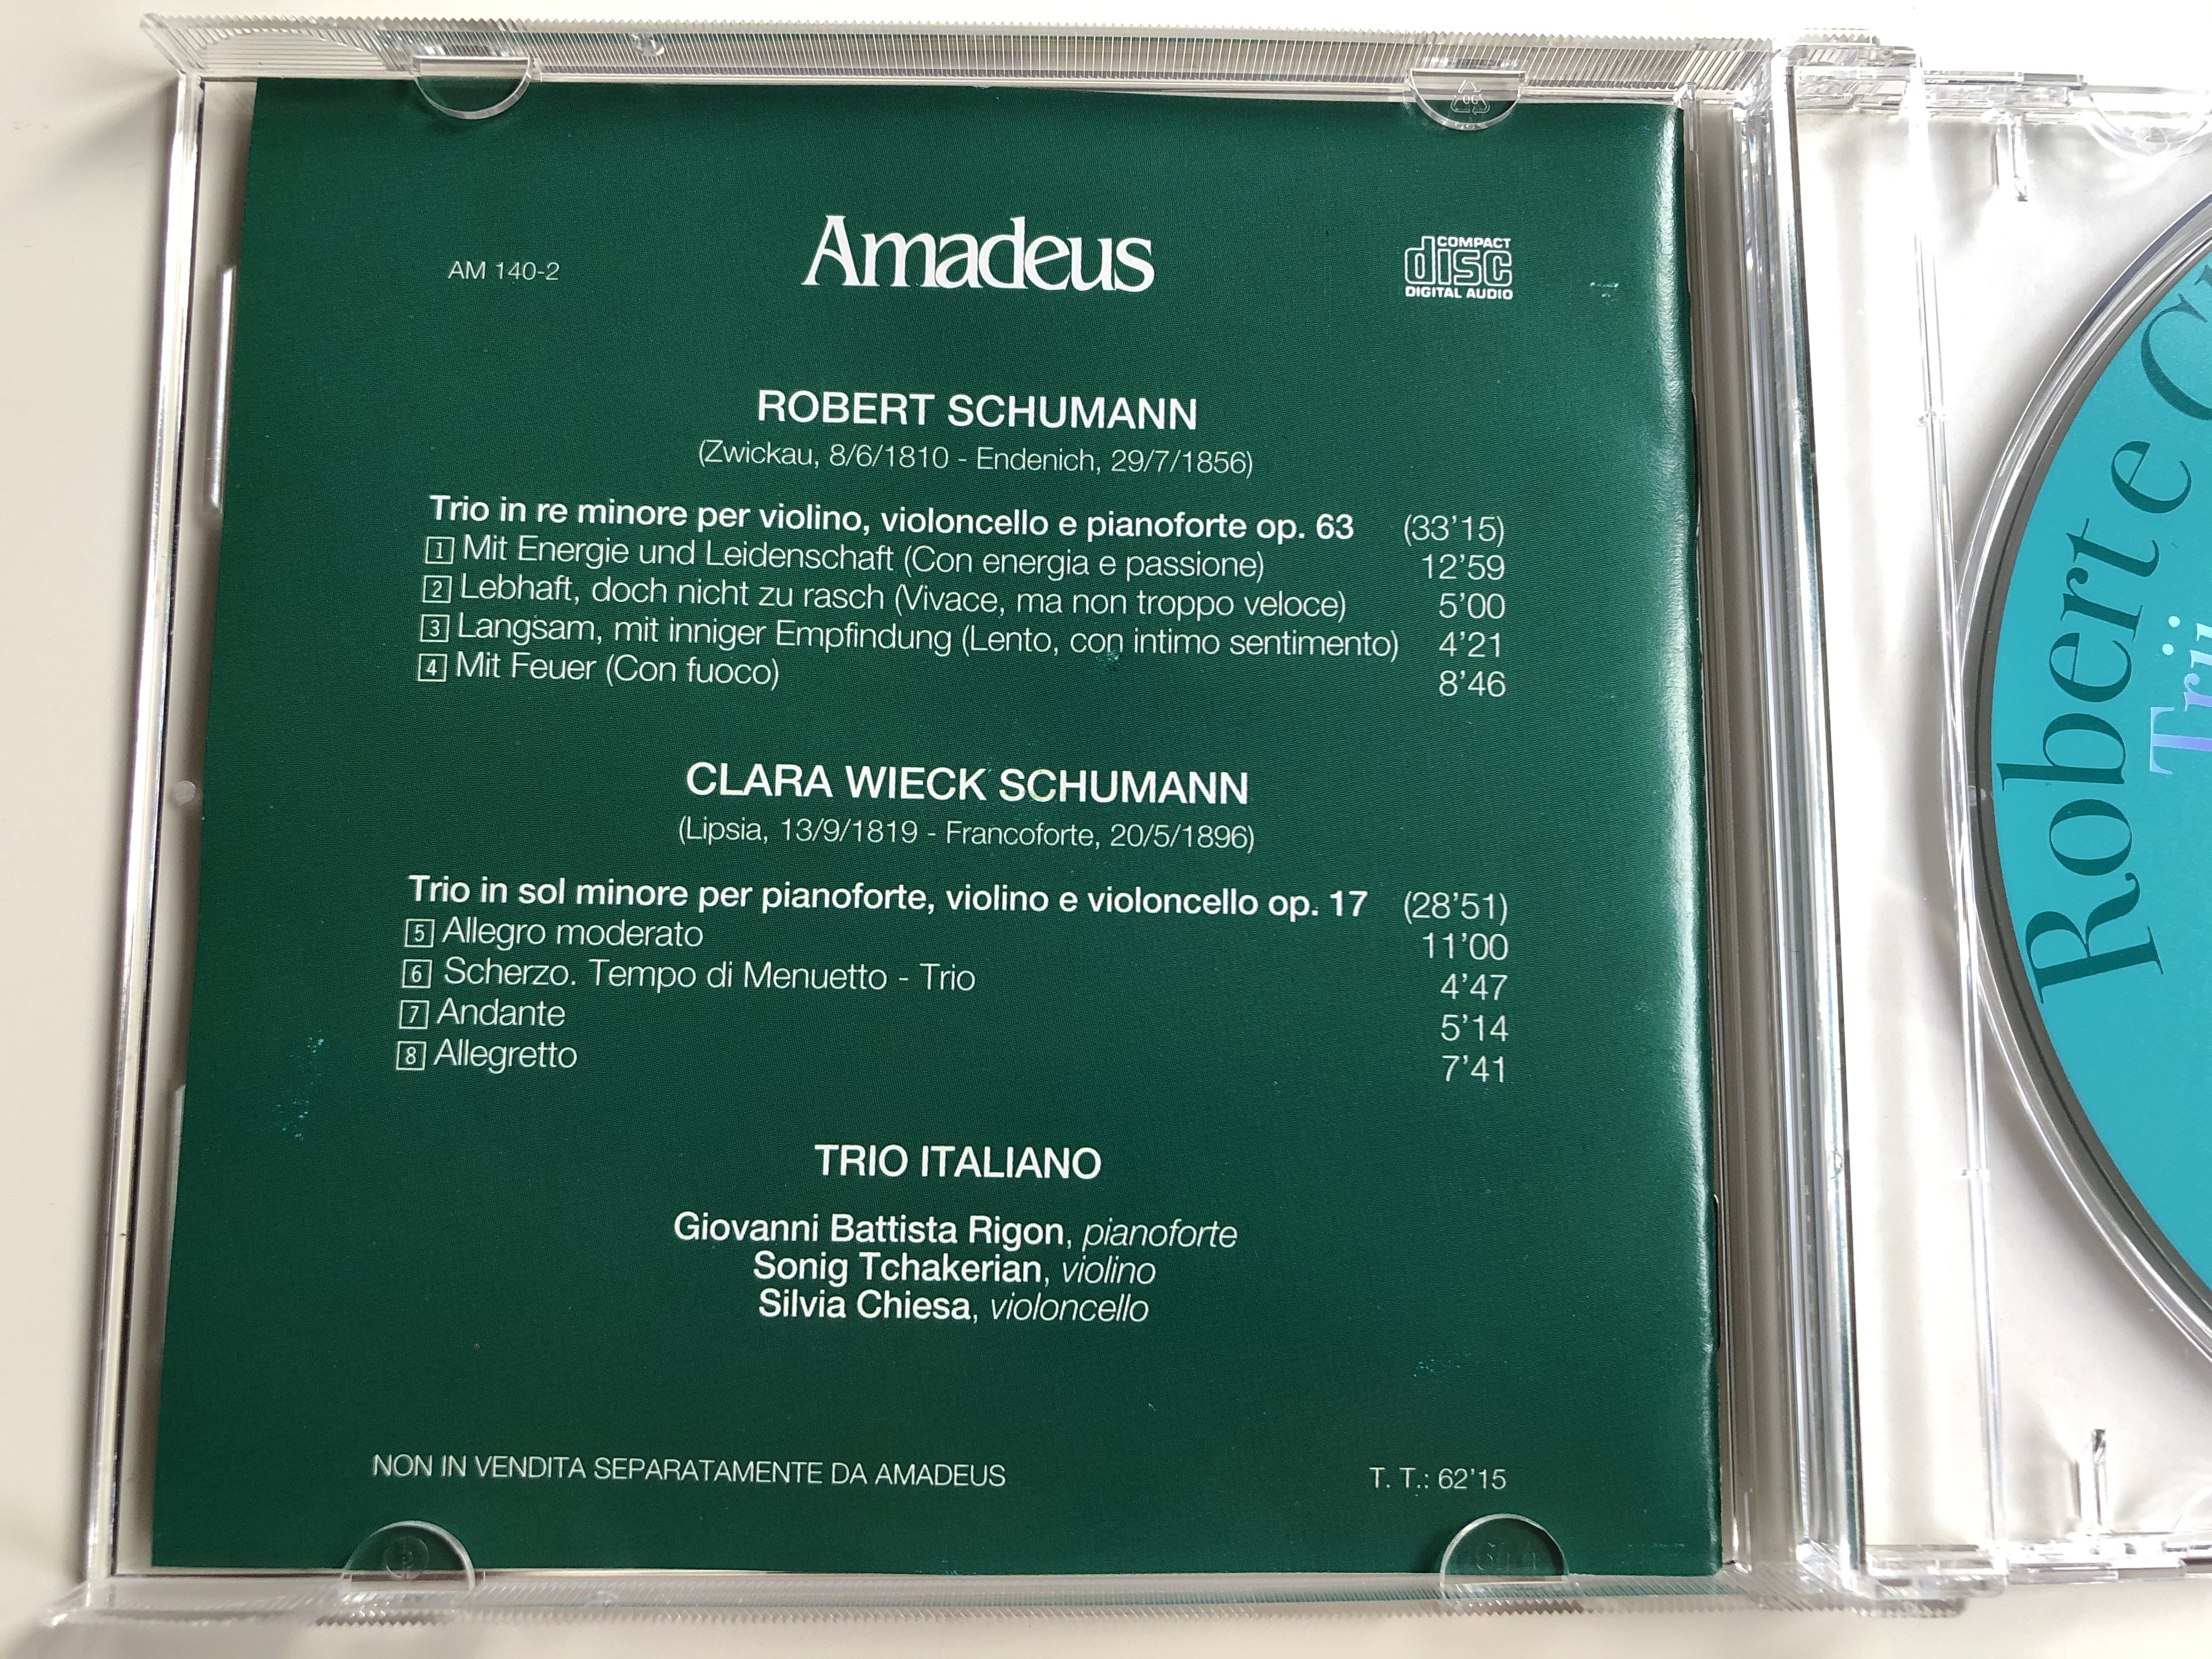 AM 140-2
Amadeus
COMPACT
disc
DIGITAL AUDIO
ROBERT SCHUMANN
(Zwickau, 8/6/1810 - Endenich, 29/7/1856)
Trio in re minore per violino, violoncello e pianoforte op. 63 (33'15)
1 Mit Energie und Leidenschaft (Con energia e passione) 12'59
2 Lebhaft, doch nicht zu rasch (Vivace, ma non troppo veloce) 5'00
3 Langsam, mit inniger Empfindung (Lento, con intimo sentimento) 4'21
4 Mit Feuer (Con fuoco) 8'46
CLARA WIECK SCHUMANN
(Lipsia, 13/9/1819 - Francoforte, 20/5/1896)
Trio in sol minore per pianoforte, violino e violoncello op. 17 (28'51)
5 Allegro moderato 11'00
6 Scherzo. Tempo di Menuetto - Trio 4'47
7 Andante 5'14
8 Allegretto 7'41
TRIO ITALIANO
Giovanni Battista Rigon, pianoforte
Sonig Tchakerian, violino
Silvia Chiesa, violoncello
NON IN VENDITA SEPARATAMENTE DA AMADEUS
T. T.: 62'15
Robert e